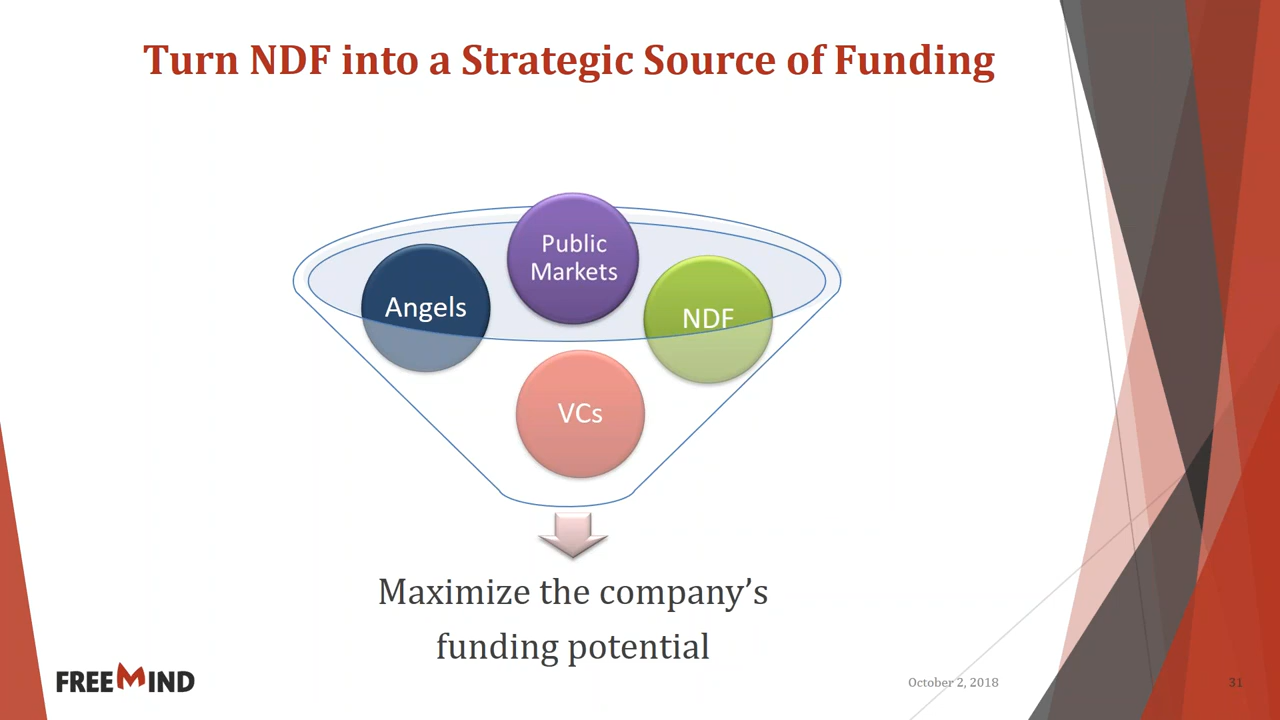 Turn NDF into a Strategic Source of Funding
Public
Markets
Angels
NDF
VCs
Maximize the company’s
funding potential
FREEMIND
October 2, 2018
31